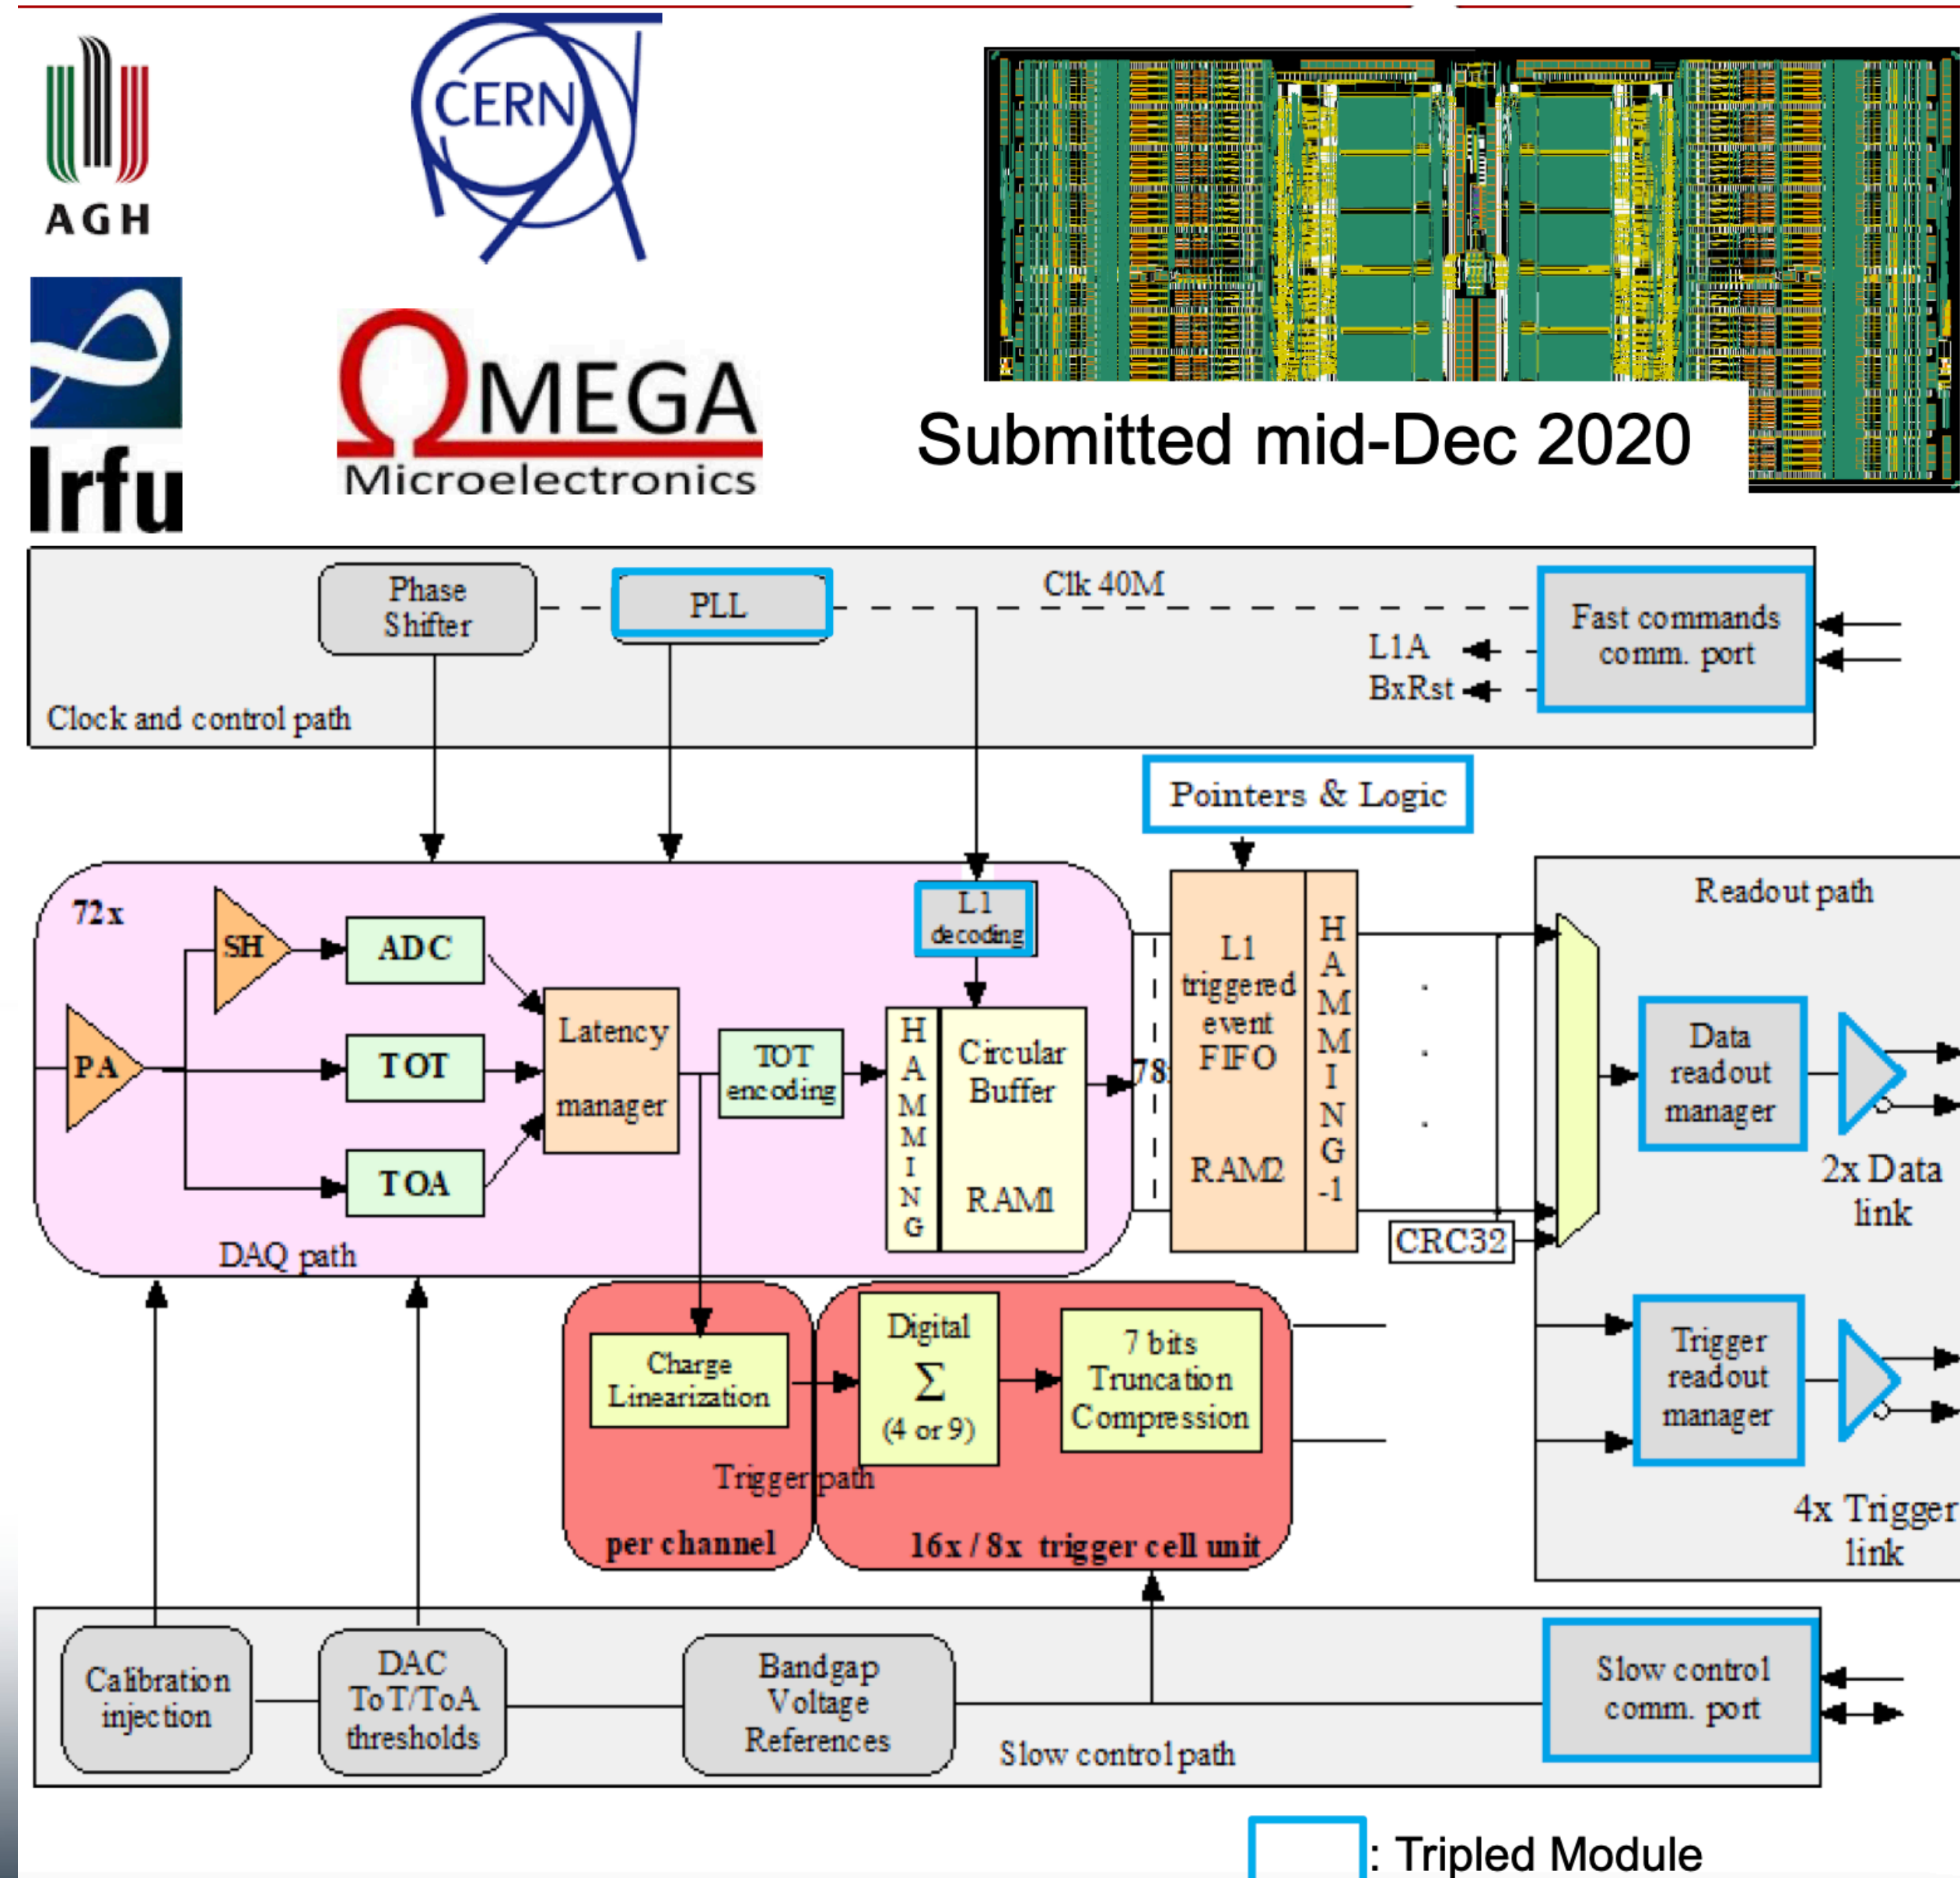 AGH
CERN
Irfu
ΩMEGA
Microelectronics
Submitted mid-Dec 2020
Phase
Shifter
PLL
Clk 40M
Fast commands
comm. port
L1A
BxRst
Clock and control path
Pointers & Logic
72x
SH
ADC
PA
TOT
TOA
Latency
manager
TOT
encoding
L1
decoding
HAMMING
Circular
Buffer
RAM1
DAQ path
78
L1
triggered
event
FIFO
RAM2
HAMMING
-1
CRC32
Readout path
Data
readout
manager
2x Data
link
Trigger
readout
manager
4x Trigger
link
Charge
Linearization
Digital
Σ
(4 or 9)
7 bits
Truncation
Compression
Trigger path
per channel
16x / 8x trigger cell unit
Calibration
injection
DAC
ToT/ToA
thresholds
Bandgap
Voltage
References
Slow control path
Slow control
comm. port
: Tripled Module